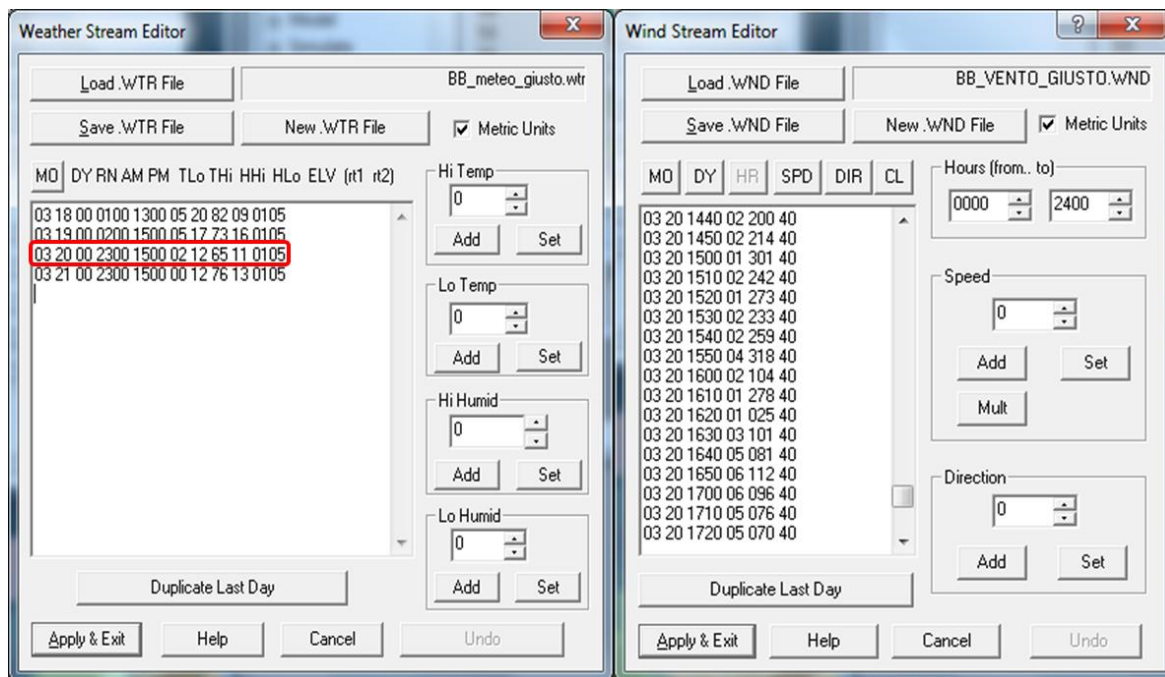 Weather Stream Editor
Load .WTR File
BB_meteo_giusto.wtr
Save .WTR File
New .WTR File
Metric Units
MO DY RN AM PM TLo THi HHi HLo ELV (rt1 rt2)
03 18 00 0100 1300 05 20 82 09 0105
03 19 00 0200 1500 05 17 73 16 0105
03 20 00 2300 1500 02 12 65 11 0105
03 21 00 2300 1500 00 12 76 13 0105
Hi Temp
0
Add Set
Lo Temp
0
Add Set
Hi Humid
0
Add Set
Lo Humid
0
Add Set
Duplicate Last Day
Apply & Exit
Help
Cancel
Undo
Wind Stream Editor
?
Load .WND File
BB_VENTO_GIUSTO.WND
Save .WND File
New .WND File
Metric Units
MO DY HR SPD DIR CL
03 20 1440 02 200 40
03 20 1450 02 214 40
03 20 1500 01 301 40
03 20 1510 02 242 40
03 20 1520 01 273 40
03 20 1530 02 233 40
03 20 1540 02 259 40
03 20 1550 04 318 40
03 20 1600 02 104 40
03 20 1610 01 278 40
03 20 1620 01 025 40
03 20 1630 03 101 40
03 20 1640 05 081 40
03 20 1650 06 112 40
03 20 1700 06 096 40
03 20 1710 05 076 40
03 20 1720 05 070 40
Hours (from.. to)
0000 2400
Speed
0
Add Set
Mult
Direction
0
Add Set
Duplicate Last Day
Apply & Exit
Help
Cancel
Undo